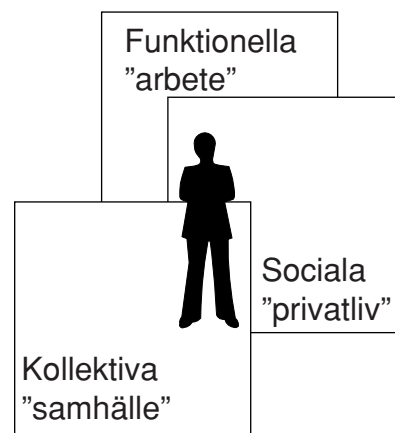 Funktionella
”arbete”
Sociala
”privatliv”
Kollektiva
”samhälle”